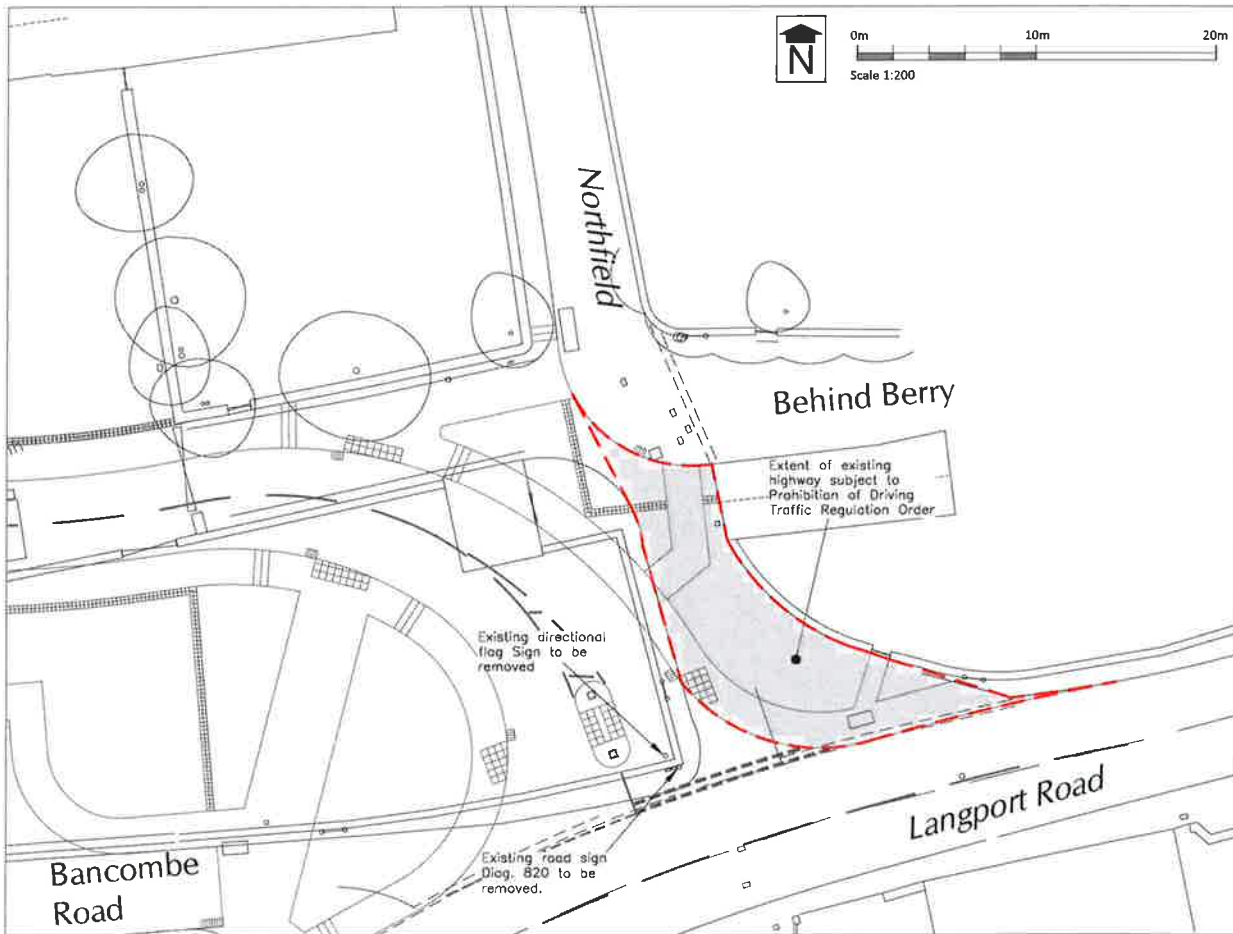 N
0m 10m 20m
Scale 1:200
Northfield
Behind Berry
Extent of existing
highway subject to
Prohibition of Driving
Traffic Regulation Order
Existing directional
flag Sign to be
removed
Langport Road
Existing road sign
Diag. 820 to be
removed.
Bancombe
Road